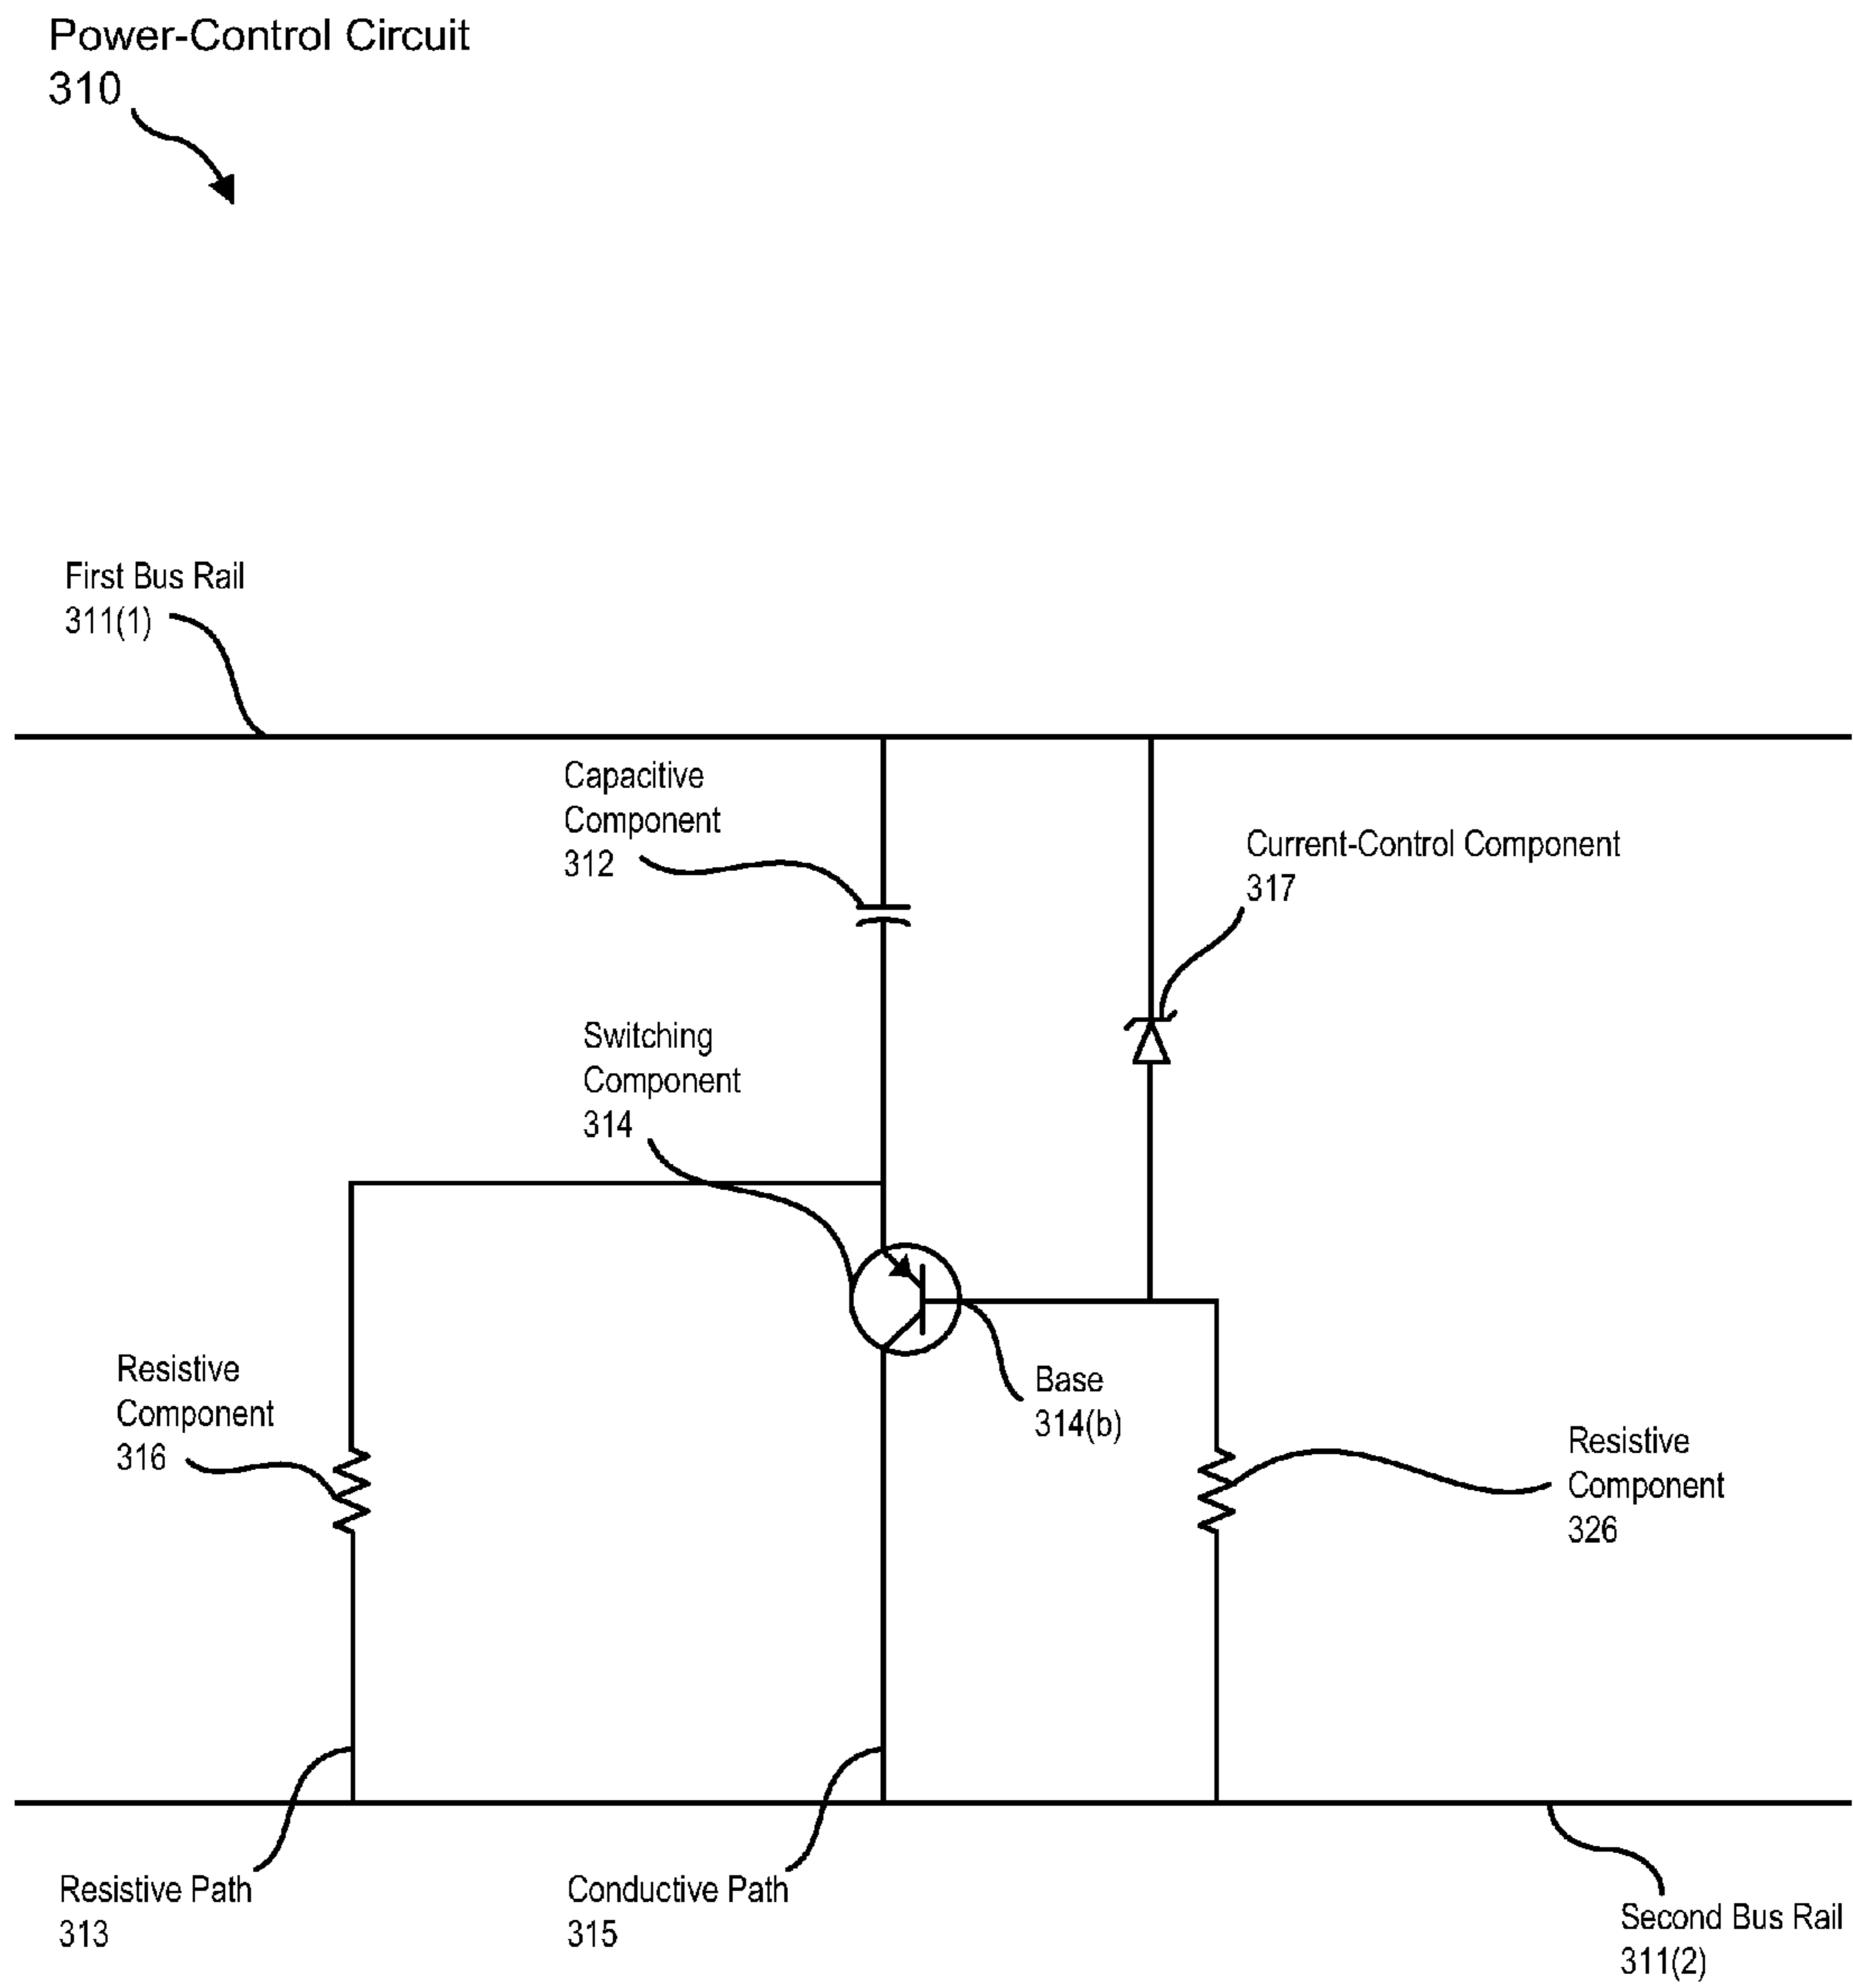 Power-Control Circuit
310
First Bus Rail
311(1)
Capacitive
Component
312
Current-Control Component
317
Switching
Component
314
Resistive
Component
316
Base
314(b)
Resistive
Component
326
Resistive Path
313
Conductive Path
315
Second Bus Rail
311(2)